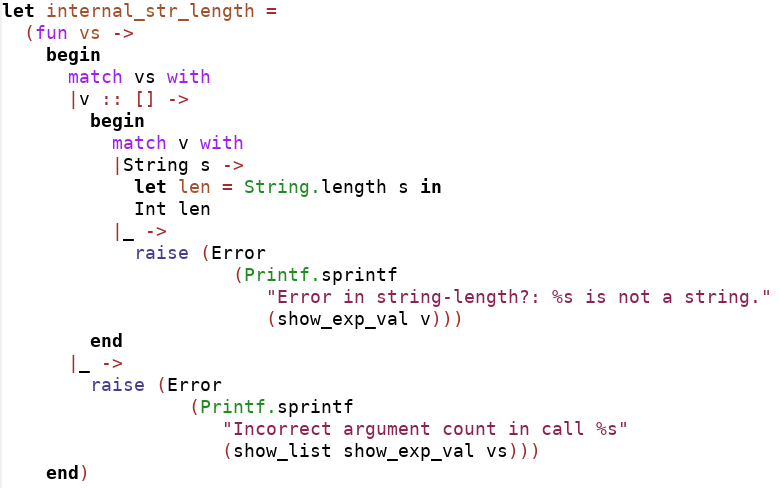 let internal_str_length =
  (fun vs ->
    begin
      match vs with
      |v :: [] ->
        begin
          match v with
          |String s ->
            let len = String.length s in
            Int len
          |_ ->
            raise (Error
                     (Printf.sprintf
                        "Error in string-length?: %s is not a string."
                        (show_exp_val v)))
        end
      |_ ->
        raise (Error
                 (Printf.sprintf
                    "Incorrect argument count in call %s"
                    (show_list show_exp_val vs)))
    end)